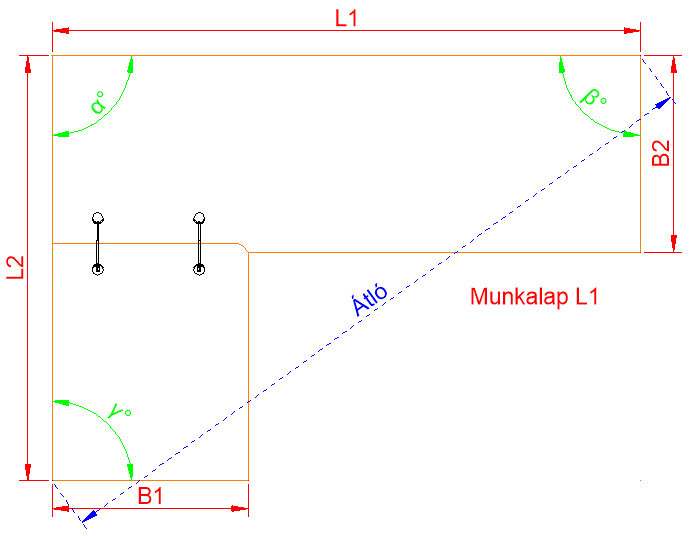 L1
α°
β°
B2
L2
Átló
Munkalap L1
γ°
B1